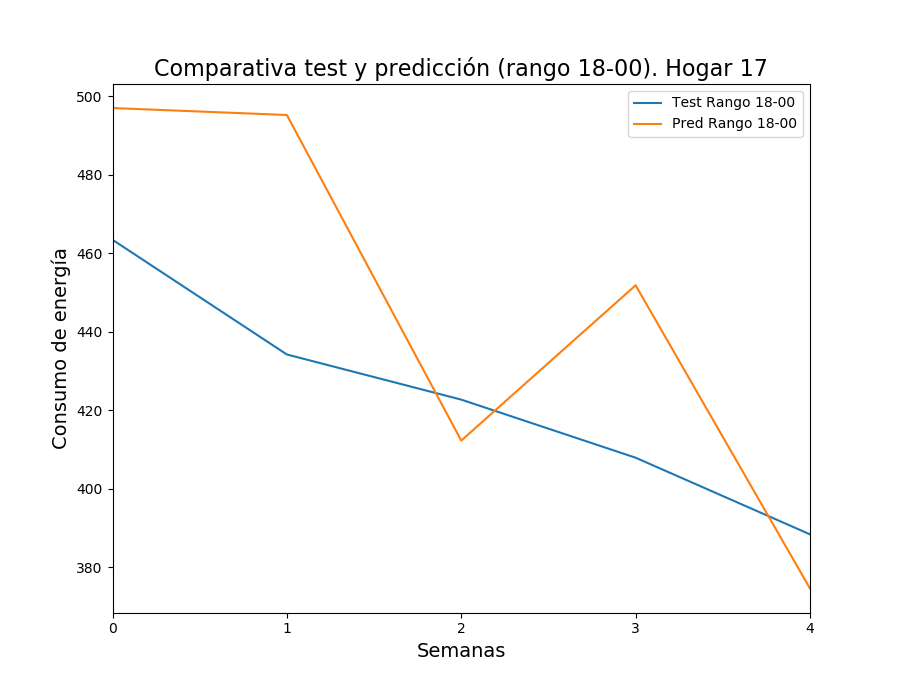 Comparativa test y predicción (rango 18-00). Hogar 17
Test Rango 18-00
Pred Rango 18-00
Consumo de energía
500
480
460
440
420
400
380
0 1 2 3 4
Semanas